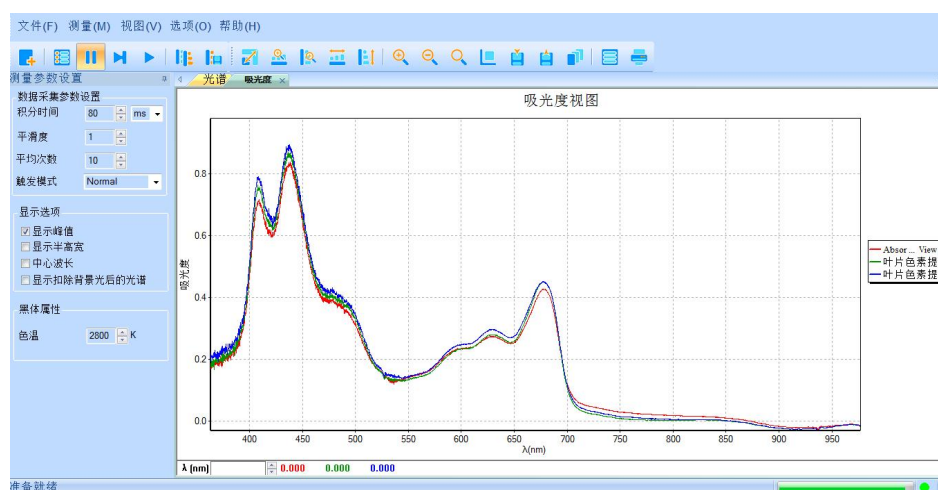 文件(F) 测量(M) 视图(V) 选项(O) 帮助(H)
测量参数设置
光谱 吸光度
数据采集参数设置
积分时间 80 ms
平滑度 1
平均次数 10
触发模式 Normal
显示选项
显示峰值
显示半高宽
中心波长
显示扣除背景光后的光谱
黑体属性
色温 2800 K
吸光度视图
吸光度
0.8
0.6
0.4
0.2
0.0
400 450 500 550 600 650 700 750 800 850 900 950
λ(nm)
Absor ... View
叶片色素提
叶片色素提
λ (nm) 0.000 0.000 0.000
准备就绪